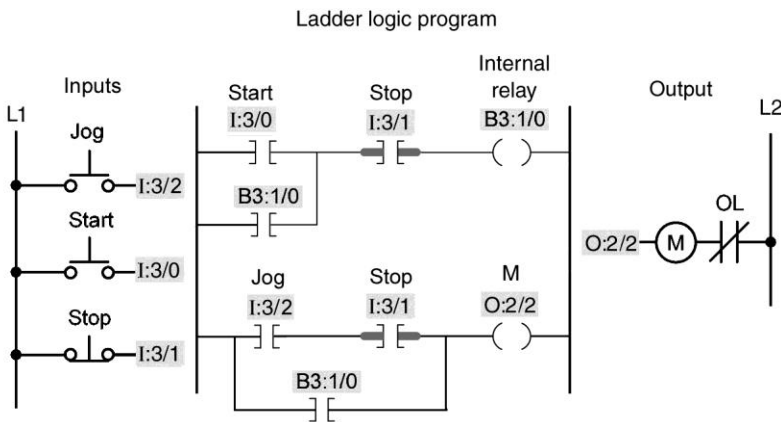 Ladder logic program
Inputs
L1
Jog
I:3/2
Start
I:3/0
Stop
I:3/1
Start
I:3/0
Stop
I:3/1
Internal
relay
B3:1/0
B3:1/0
Jog
I:3/2
Stop
I:3/1
M
O:2/2
B3:1/0
Output
L2
O:2/2
M
OL